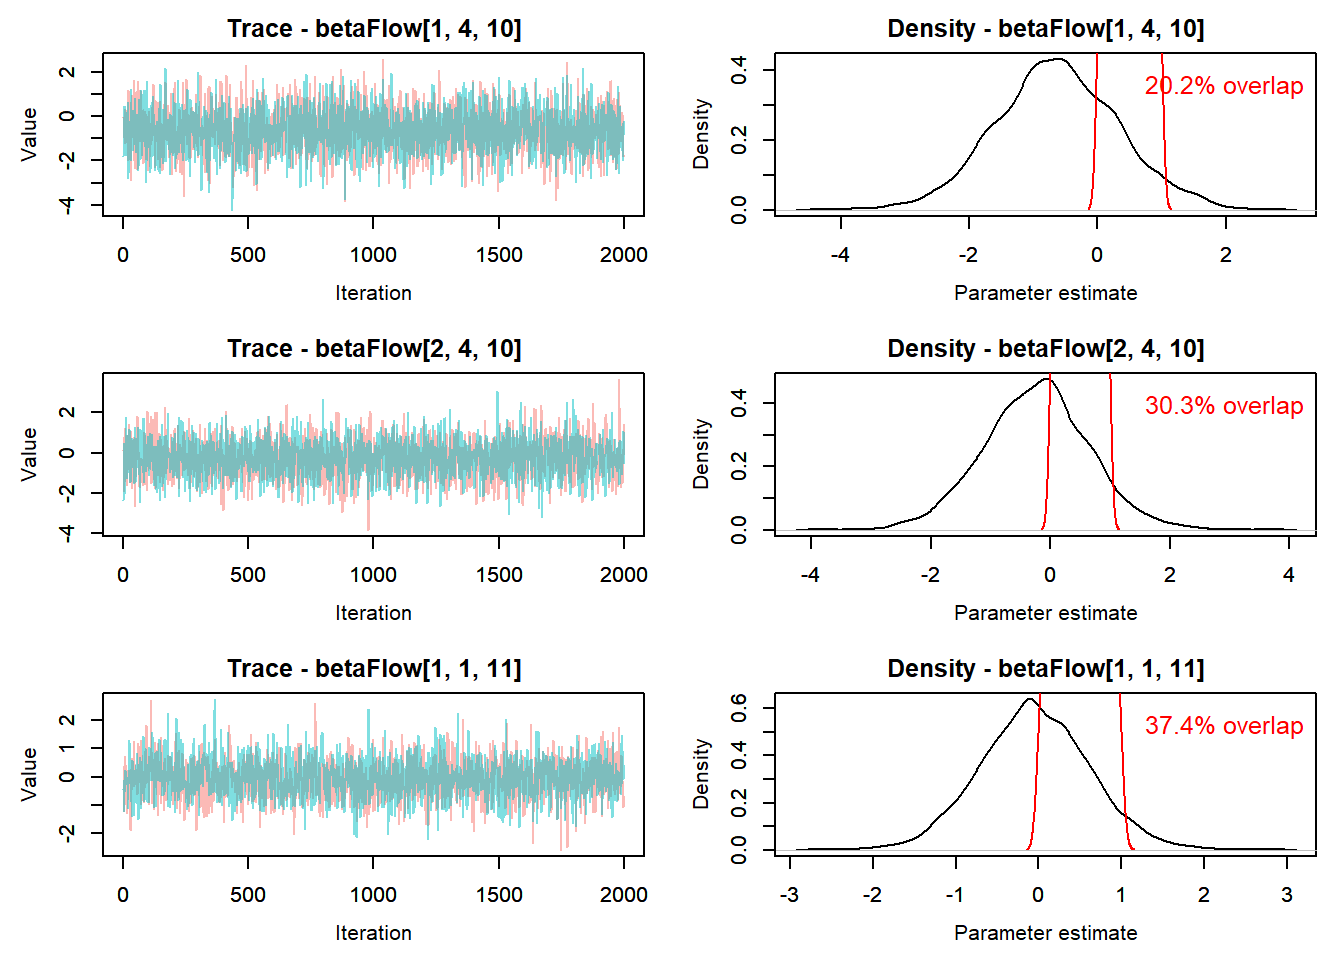 Trace - betaFlow[1, 4, 10]
Value
2
0
-2
-4
0
500
1000
1500
2000
Iteration
Density - betaFlow[1, 4, 10]
Density
0.4
0.2
0.0
20.2% overlap
-4
-2
0
2
Parameter estimate
Trace - betaFlow[2, 4, 10]
Value
2
0
-2
-4
0
500
1000
1500
2000
Iteration
Density - betaFlow[2, 4, 10]
Density
0.4
0.2
0.0
30.3% overlap
-4
-2
0
2
4
Parameter estimate
Trace - betaFlow[1, 1, 11]
Value
2
1
0
-2
0
500
1000
1500
2000
Iteration
Density - betaFlow[1, 1, 11]
Density
0.6
0.4
0.2
0.0
37.4% overlap
-3
-2
-1
0
1
2
3
Parameter estimate